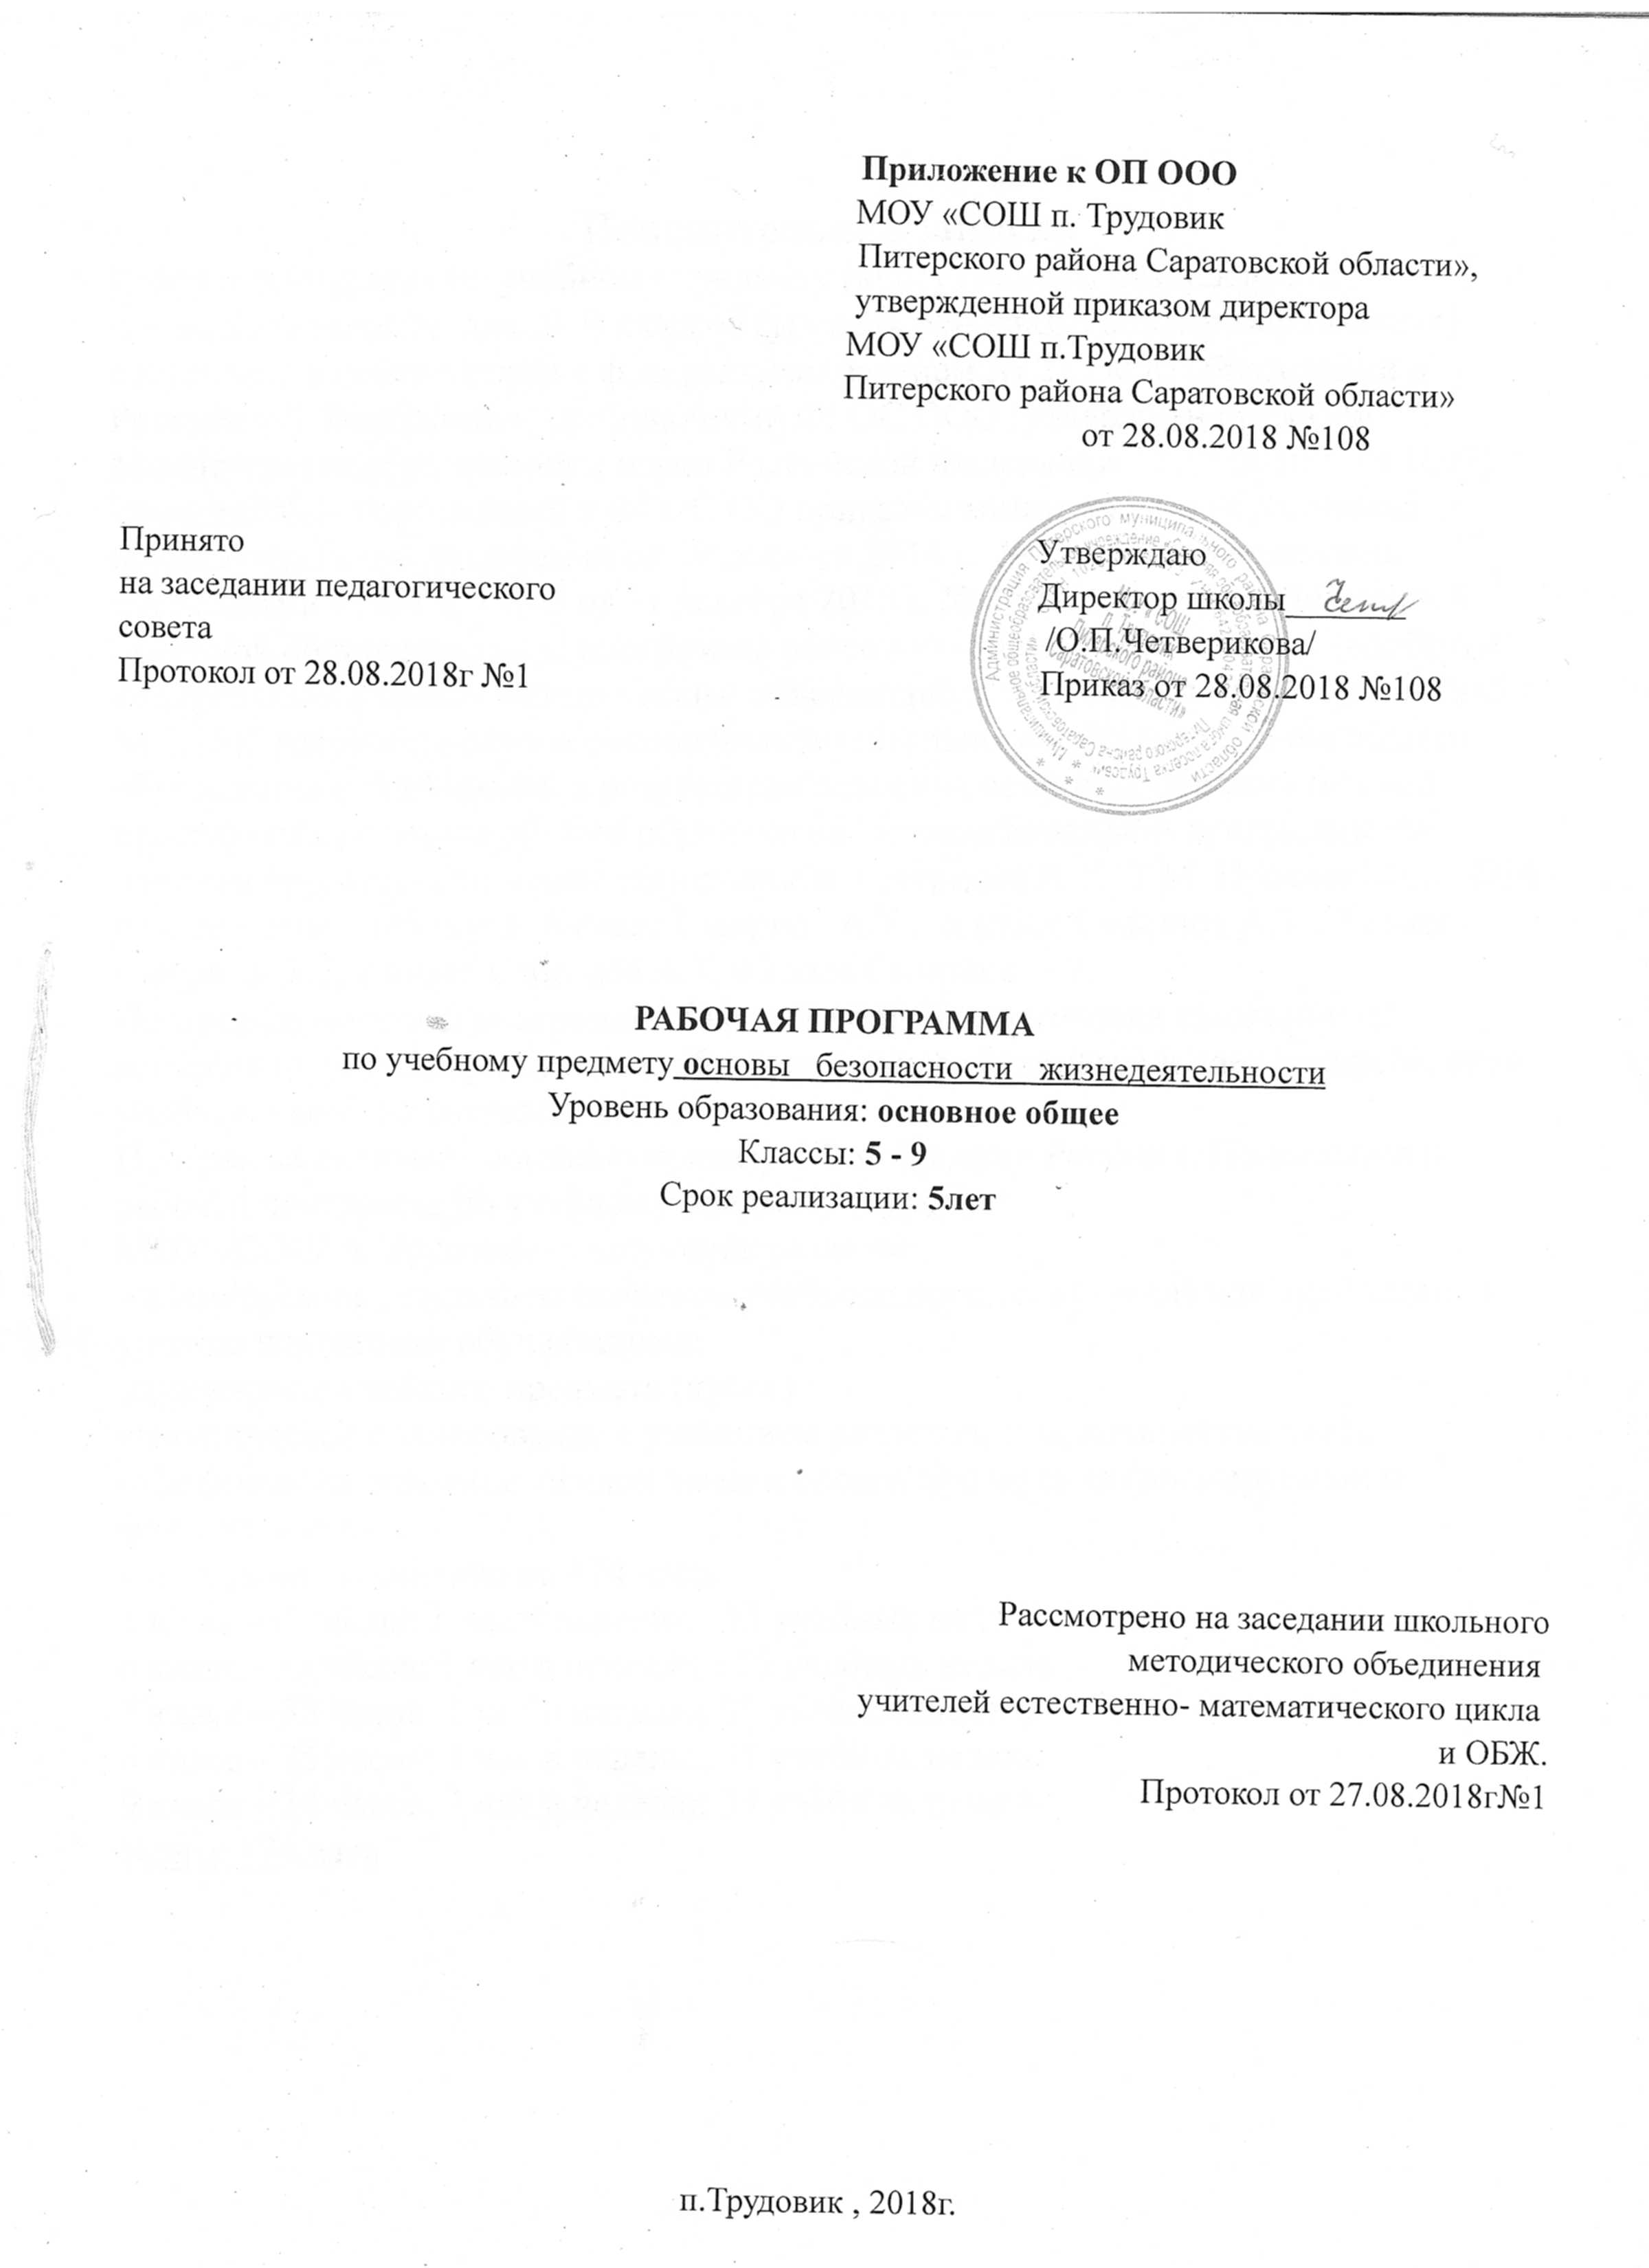 Приложение к ОП ООО
МОУ «СОШ п. Трудовик
Питерского района Саратовской области»,
утвержденной приказом директора
МОУ «СОШ п.Трудовик
Питерского района Саратовской области»
от 28.08.2018 №108
Принято
на заседании педагогического
совета
Протокол от 28.08.2018г №1
Утверждаю
Директор школы
/О.П.Четверикова/
Приказ от 28.08.2018 №108
РАБОЧАЯ ПРОГРАММА
по учебному предмету основы безопасности жизнедеятельности
Уровень образования: основное общее
Классы: 5 - 9
Срок реализации: 5лет
Рассмотрено на заседании школьного
методического объединения
учителей естественно- математического цикла
и ОБЖ.
Протокол от 27.08.2018г№1
п.Трудовик , 2018г.